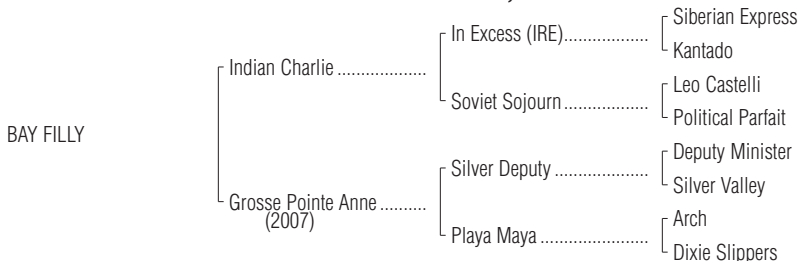 Siberian Express
In Excess (IRE)...................
Kantado
Indian Charlie ...................
Leo Castelli
Soviet Sojourn ...................
Political Parfait
BAY FILLY
Deputy Minister
Silver Deputy .....................
Silver Valley
Grosse Pointe Anne ..........
(2007)
Arch
Playa Maya ........................
Dixie Slippers